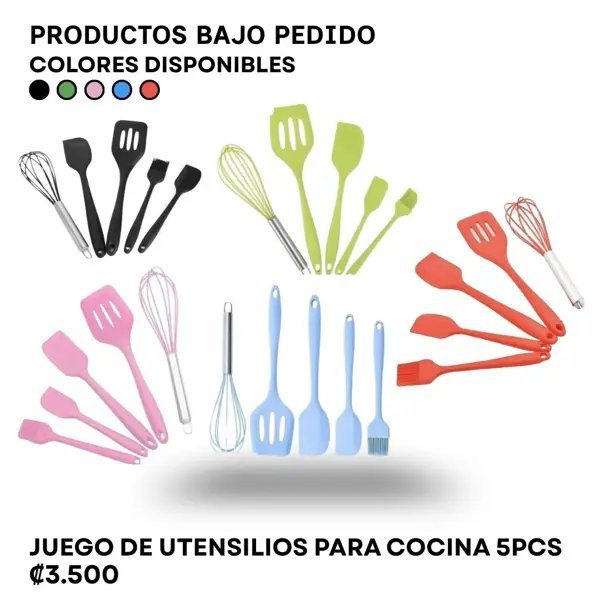 PRODUCTOS BAJO PEDIDO
COLORES DISPONIBLES
JUEGO DE UTENSILIOS PARA COCINA 5PCS
₡3.500